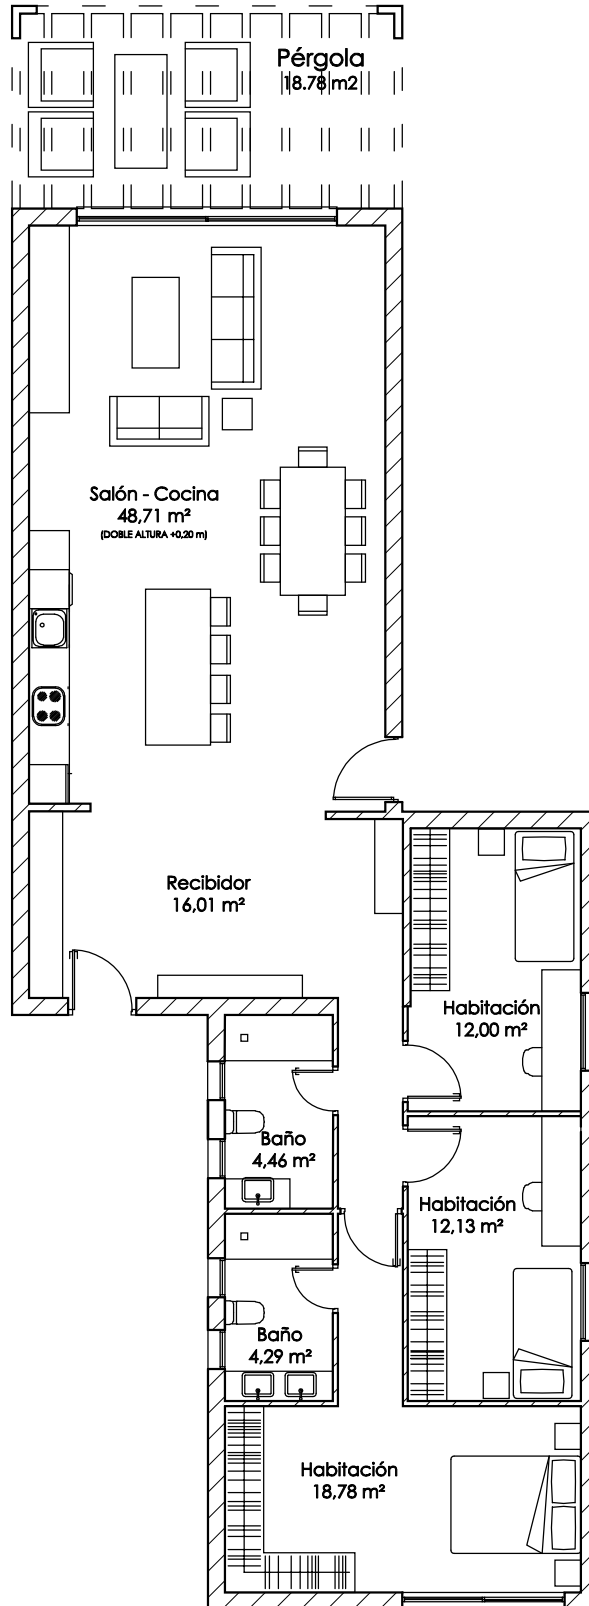 Pérgola
18.78 m2
Salón - Cocina
48,71 m²
(DOBLE ALTURA +0,20 m)
Recibidor
16,01 m²
Habitación
12,00 m²
Baño
4,46 m²
Habitación
12,13 m²
Baño
4,29 m²
Habitación
18,78 m²